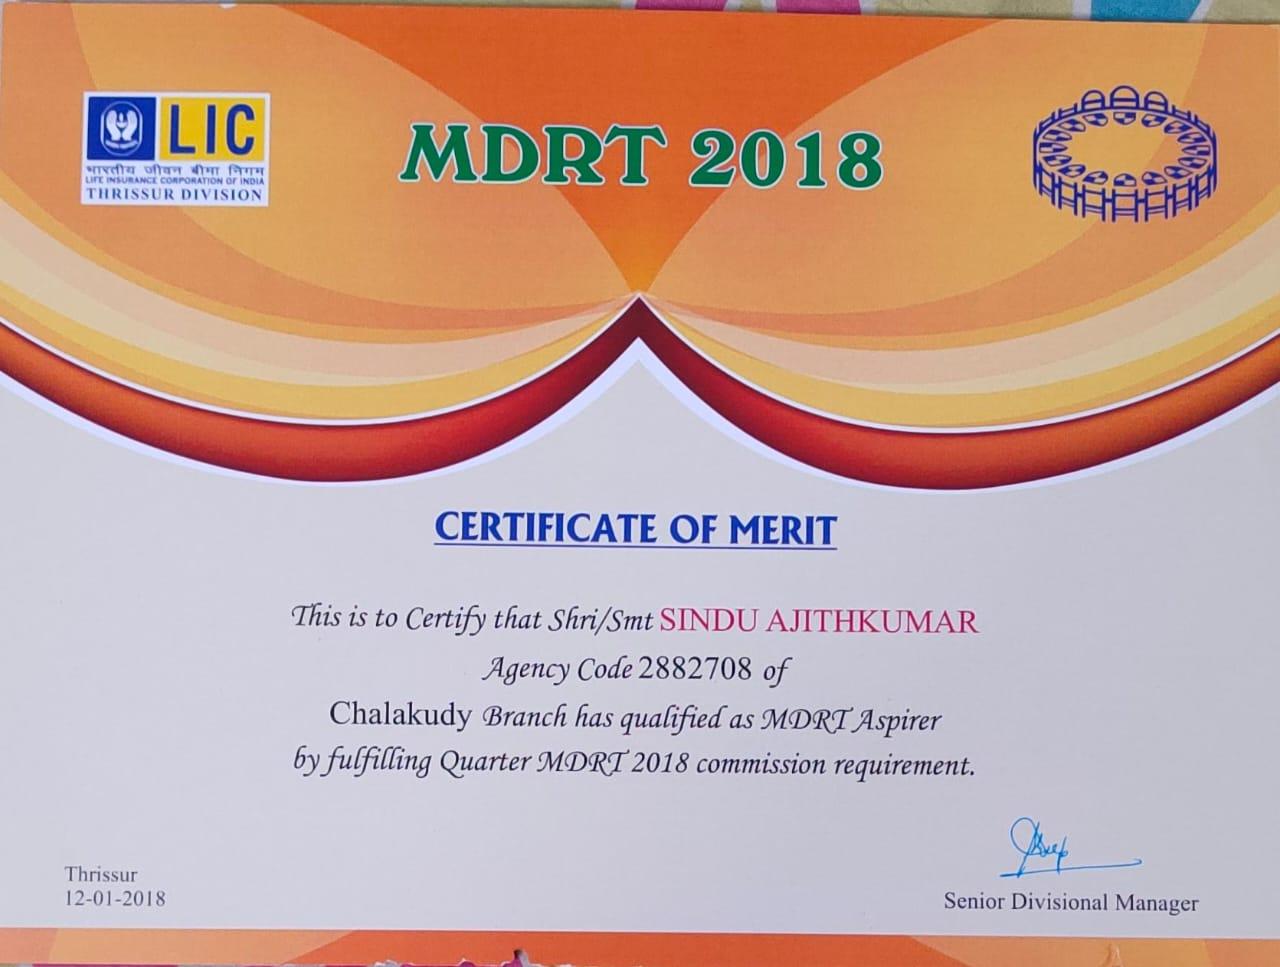 LIC
भारतीय जीवन बीमा निगम
LIFE INSURANCE CORPORATION OF INDIA
THRISSUR DIVISION
MDRT 2018
CERTIFICATE OF MERIT
This is to Certify that Shri/Smt SINDU AJITHKUMAR
Agency Code 2882708 of
Chalakudy Branch has qualified as MDRT Aspirer
by fulfilling Quarter MDRT 2018 commission requirement.
Thrissur
12-01-2018
Senior Divisional Manager